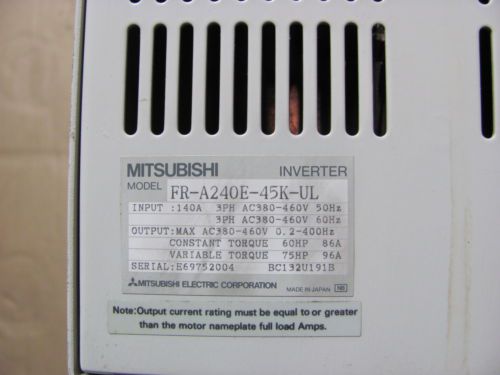 MITSUBISHI INVERTER
MODEL FR-A240E-45K-UL
INPUT :140A 3PH AC380-460V 50Hz
3PH AC380-460V 60Hz
OUTPUT:MAX AC380-460V 0.2-400Hz
CONSTANT TORQUE 60HP 86A
VARIABLE TORQUE 75HP 96A
SERIAL:E69752004 BC132U191B
MITSUBISHI ELECTRIC CORPORATION MADE IN JAPAN NB
Note:Output current rating must be equal to or greater
than the motor nameplate full load Amps.